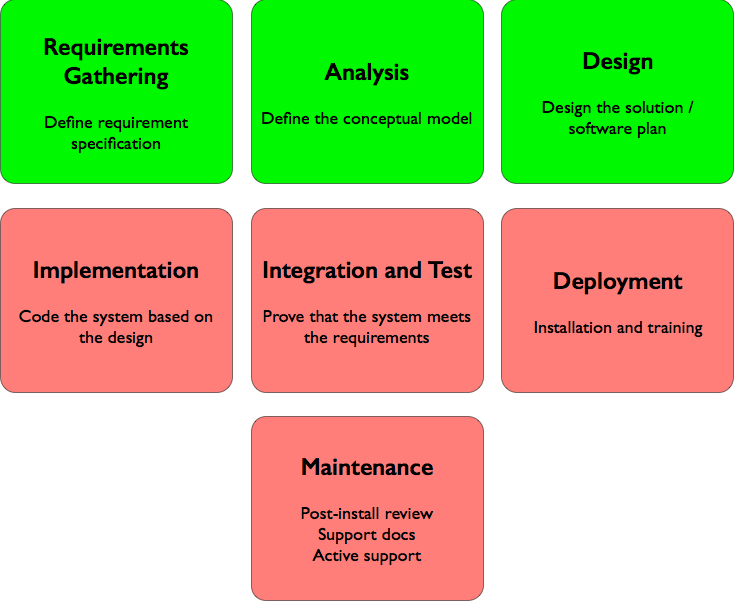 Requirements
Gathering
Define requirement
specification
Analysis
Define the conceptual model
Design
Design the solution /
software plan
Implementation
Code the system based on
the design
Integration and Test
Prove that the system meets
the requirements
Deployment
Installation and training
Maintenance
Post-install review
Support docs
Active support